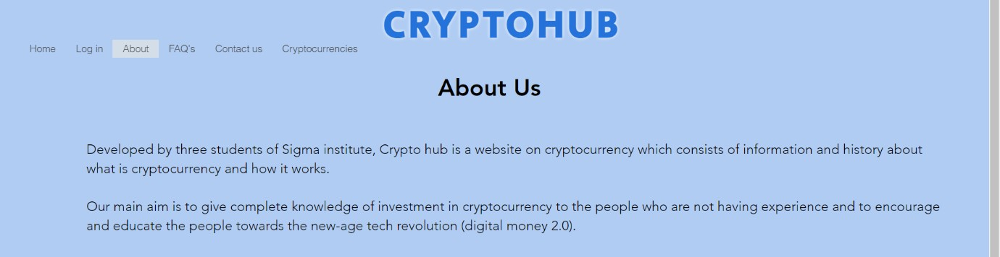 CRYPTOHUB
Home Log in About FAQ's Contact us Cryptocurrencies
About Us
Developed by three students of Sigma institute, Crypto hub is a website on cryptocurrency which consists of information and history about
what is cryptocurrency and how it works.
Our main aim is to give complete knowledge of investment in cryptocurrency to the people who are not having experience and to encourage
and educate the people towards the new-age tech revolution (digital money 2.0).